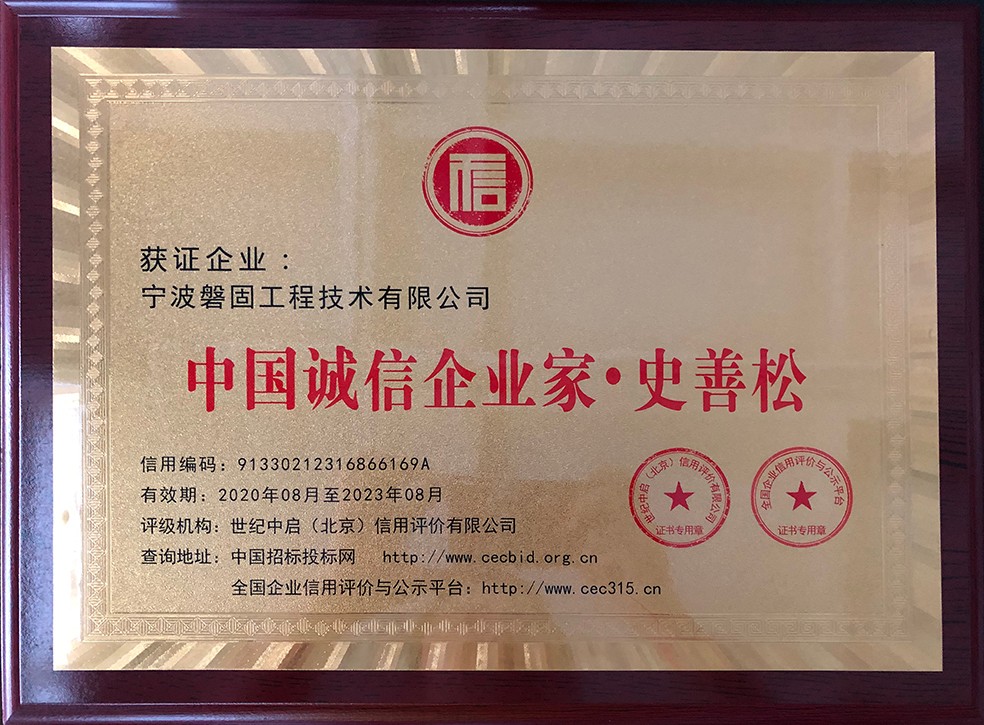 信
获证企业：
宁波磐固工程技术有限公司
中国诚信企业家·史善松
信用编码：91330212316866169A
有效期：2020年08月至2023年08月
评级机构：世纪中启（北京）信用评价有限公司
查询地址：中国招标投标网 http://www.cecbid.org.cn
全国企业信用评价与公示平台：http://www.cec315.cn
世纪中启（北京）信用评价有限公司
证书专用章
全国企业信用评价与公示平台
证书专用章